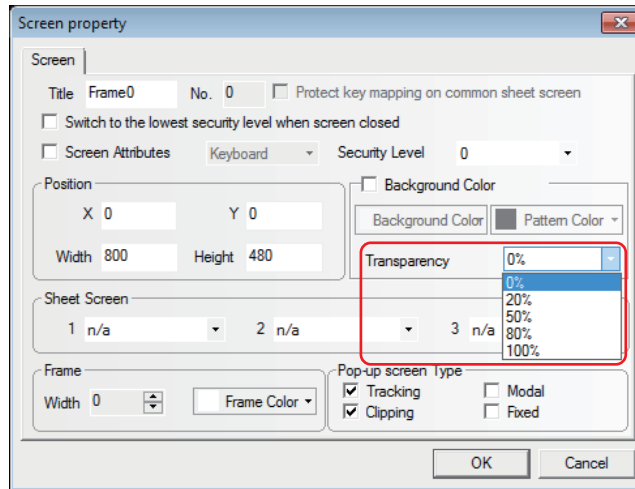 Screen property
Screen
Title Frame0 No. 0 Protect key mapping on common sheet screen
Switch to the lowest security level when screen closed
Screen Attributes Keyboard Security Level 0
Position Background Color
X 0 Y 0 Background Color Pattern Color
Width 800 Height 480 Transparency 0%
0%
Sheet Screen 20%
50%
1 n/a 2 n/a 3 n/a 80%
100%
Frame Pop-up screen Type
Width 0 Frame Color Tracking Modal
Clipping Fixed
OK Cancel